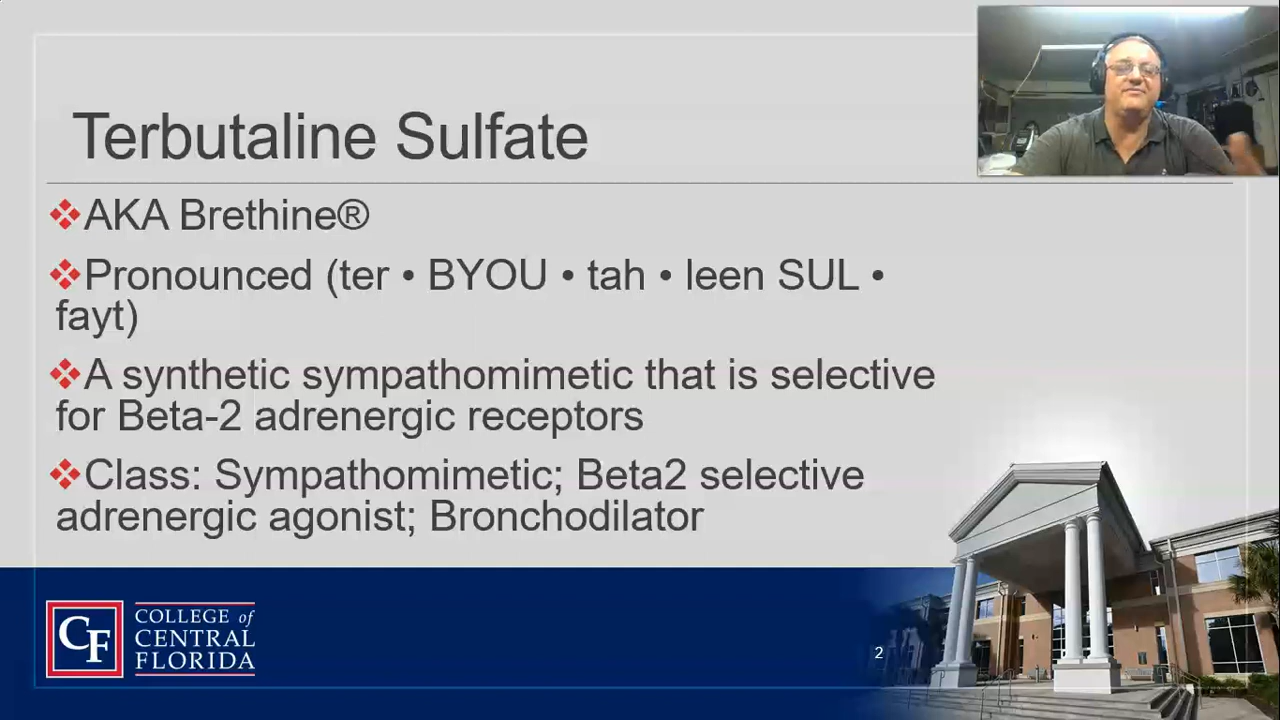 Terbutaline Sulfate
❖AKA Brethine®
❖Pronounced (ter • BYOU • tah • leen SUL •
fayt)
❖A synthetic sympathomimetic that is selective
for Beta-2 adrenergic receptors
❖Class: Sympathomimetic; Beta2 selective
adrenergic agonist; Bronchodilator
CF
COLLEGE of
CENTRAL
FLORIDA
2